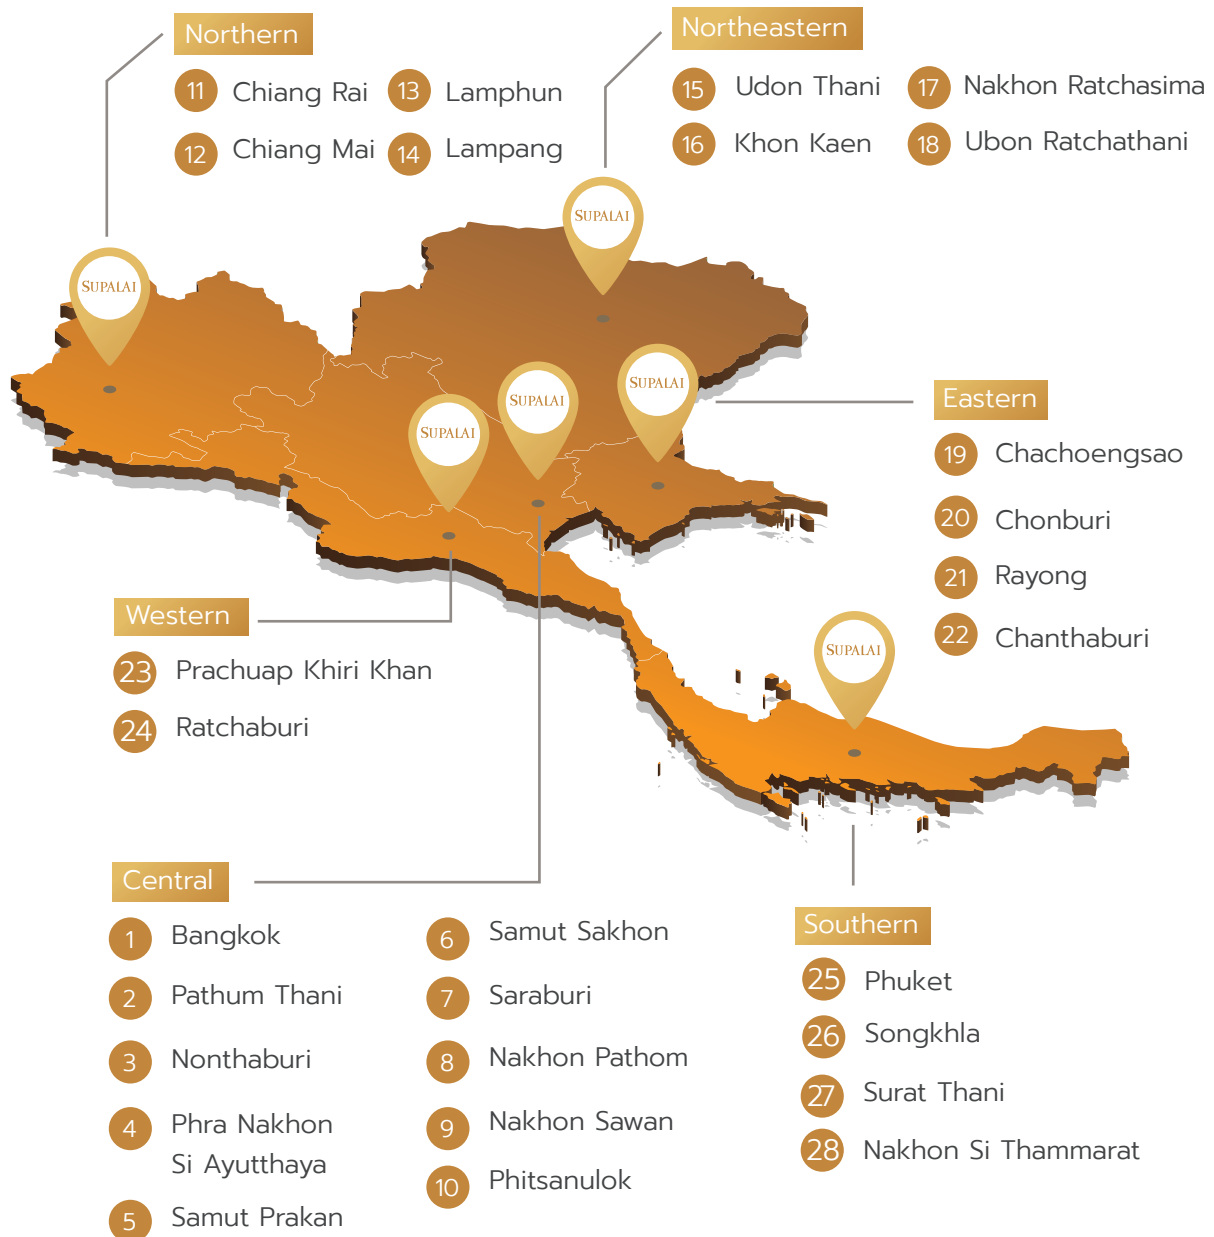 Northern
11 Chiang Rai
12 Chiang Mai
13 Lamphun
14 Lampang
Northeastern
15 Udon Thani
16 Khon Kaen
17 Nakhon Ratchasima
18 Ubon Ratchathani
SUPALAI
SUPALAI
SUPALAI
SUPALAI
SUPALAI
SUPALAI
Eastern
19 Chachoengsao
20 Chonburi
21 Rayong
22 Chanthaburi
Western
23 Prachuap Khiri Khan
24 Ratchaburi
Central
1 Bangkok
2 Pathum Thani
3 Nonthaburi
4 Phra Nakhon
Si Ayutthaya
5 Samut Prakan
6 Samut Sakhon
7 Saraburi
8 Nakhon Pathom
9 Nakhon Sawan
10 Phitsanulok
Southern
25 Phuket
26 Songkhla
27 Surat Thani
28 Nakhon Si Thammarat